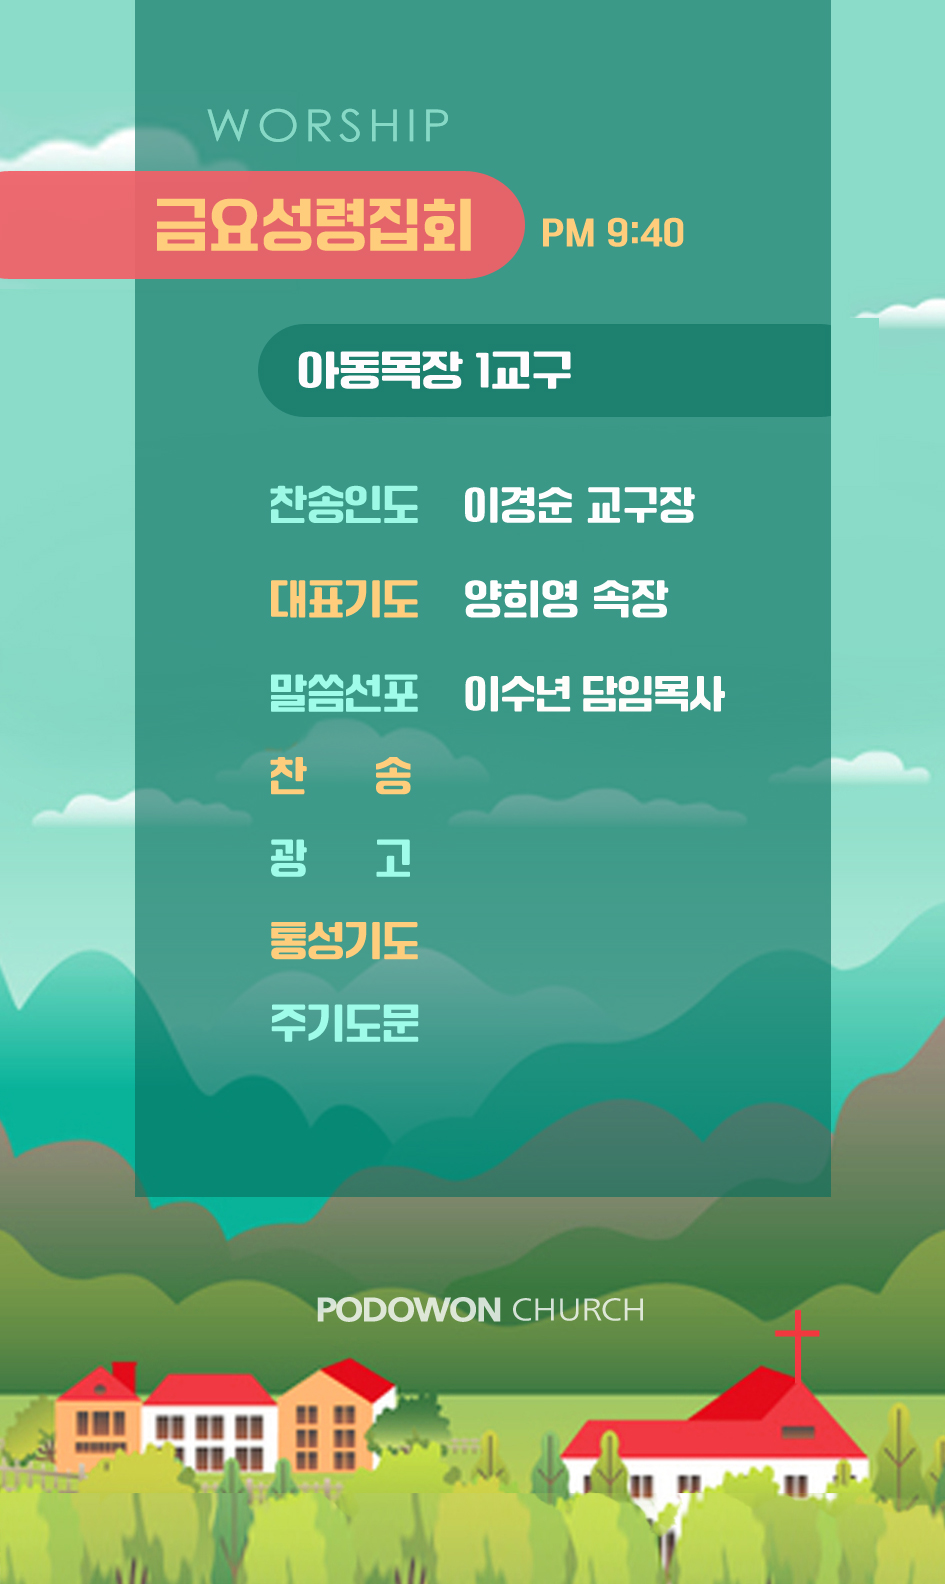 WORSHIP
금요성령집회 PM 9:40
아동목장 1교구
찬송인도 이경순 교구장
대표기도 양희영 속장
말씀선포 이수년 담임목사
찬 송
광 고
통성기도
주기도문
PODOWON CHURCH